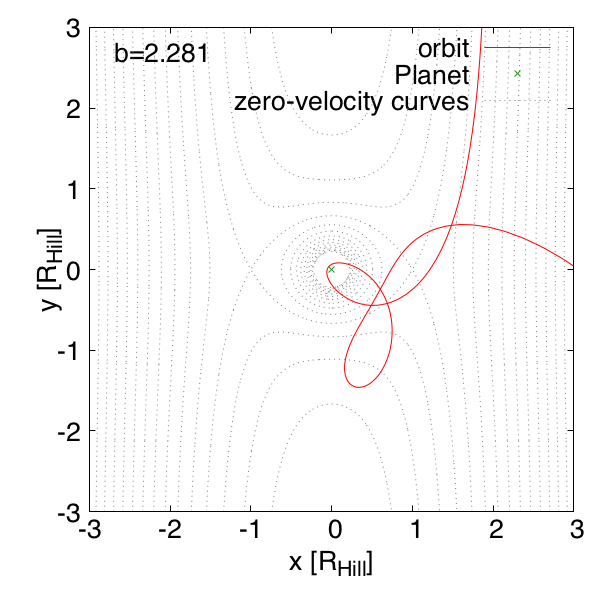 3
b=2.281
orbit
Planet
zero-velocity curves
2
1
0
-1
-2
-3
y [R_Hill]
-3 -2 -1 0 1 2 3
x [R_Hill]